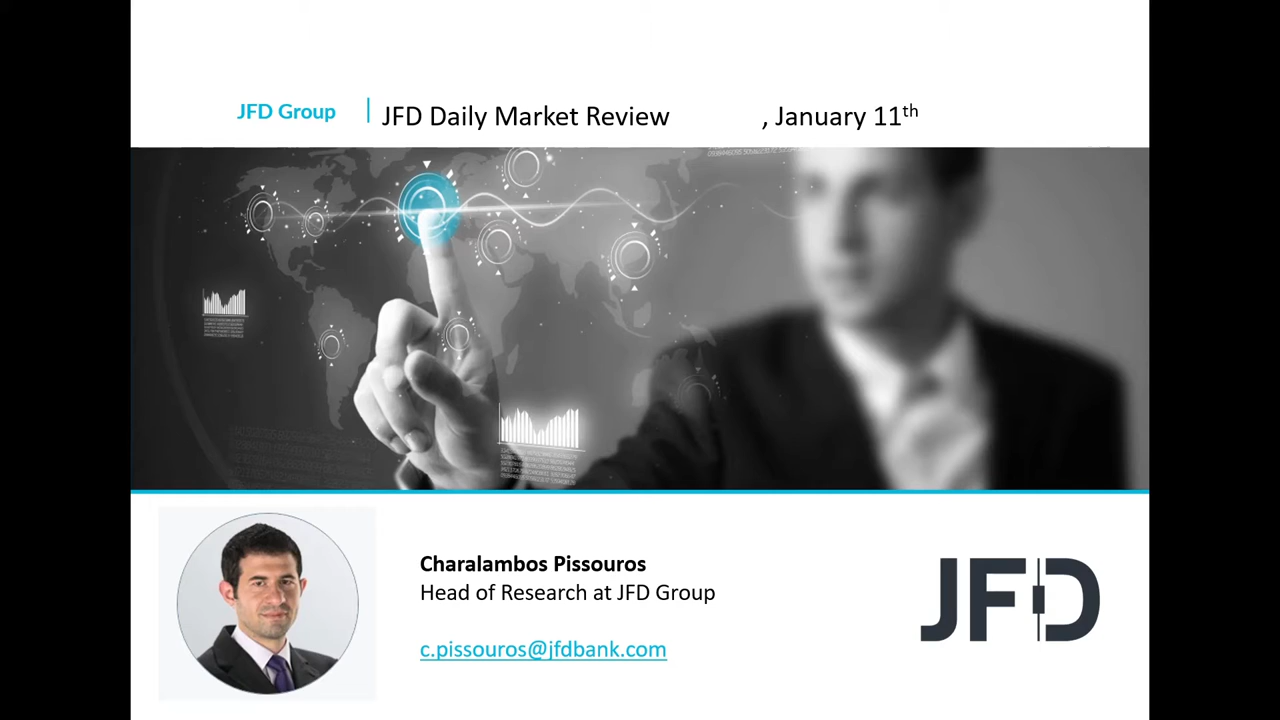 JFD Group
JFD Daily Market Review , January 11th
Charalambos Pissouros
Head of Research at JFD Group
c.pissouros@jfdbank.com
JFD